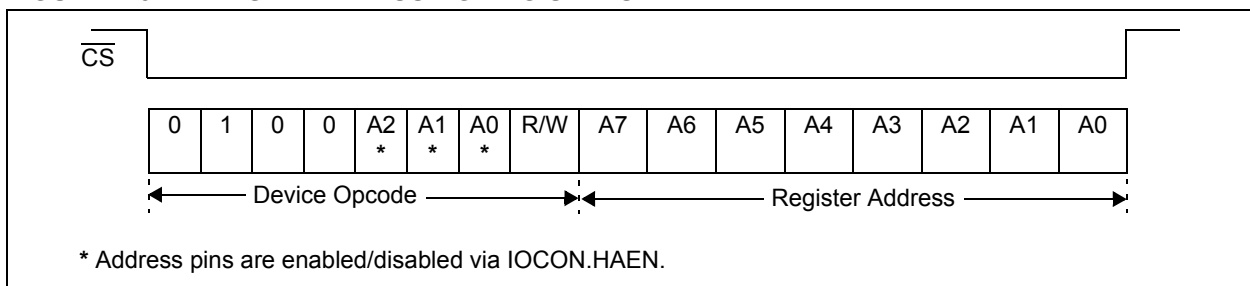 CS
0 1 0 0 A2 A1 A0 R/W A7 A6 A5 A4 A3 A2 A1 A0
* * *
Device Opcode Register Address
* Address pins are enabled/disabled via IOCON.HAEN.